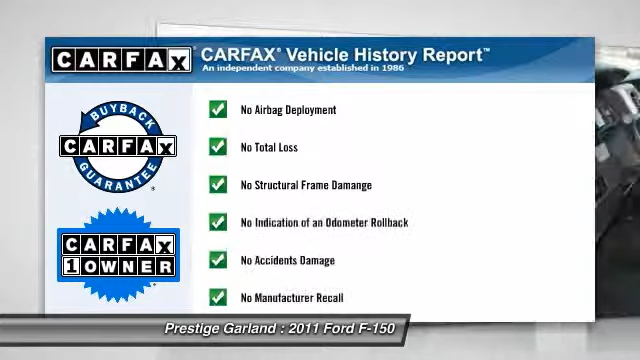 CARFAX CARFAX® Vehicle History Report™
An independent company established in 1986
BUYBACK
CARFAX
GUARANTEE
CARFAX
1 OWNER
No Airbag Deployment
No Total Loss
No Structural Frame Damange
No Indication of an Odometer Rollback
No Accidents Damage
No Manufacturer Recall
Prestige Garland : 2011 Ford F-150